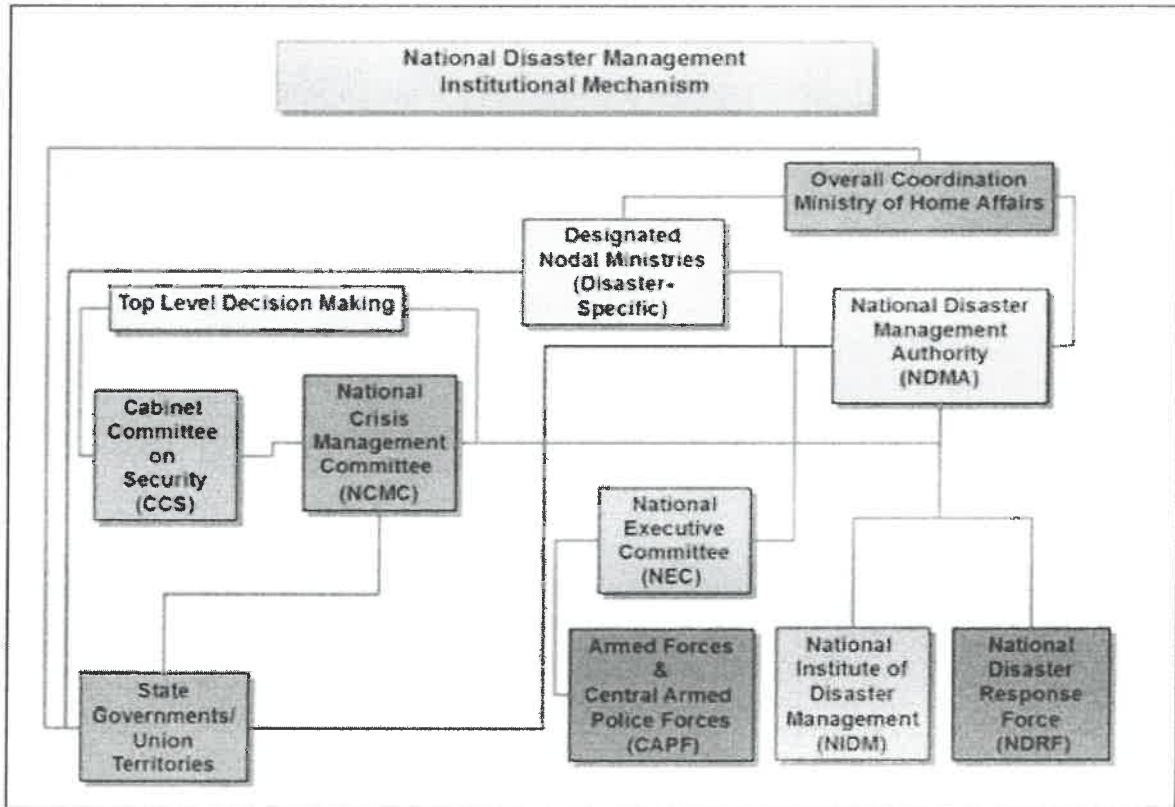 National Disaster Management
Institutional Mechanism
Overall Coordination
Ministry of Home Affairs
Designated
Nodal Ministries
(Disaster-
Specific)
Top Level Decision Making
National Disaster
Management
Authority
(NDMA)
Cabinet
Committee
on
Security
(CCS)
National
Crisis
Management
Committee
(NCMC)
National
Executive
Committee
(NEC)
State
Governments/
Union
Territories
Armed Forces
&
Central Armed
Police Forces
(CAPF)
National
Institute of
Disaster
Management
(NIDM)
National
Disaster
Response
Force
(NDRF)